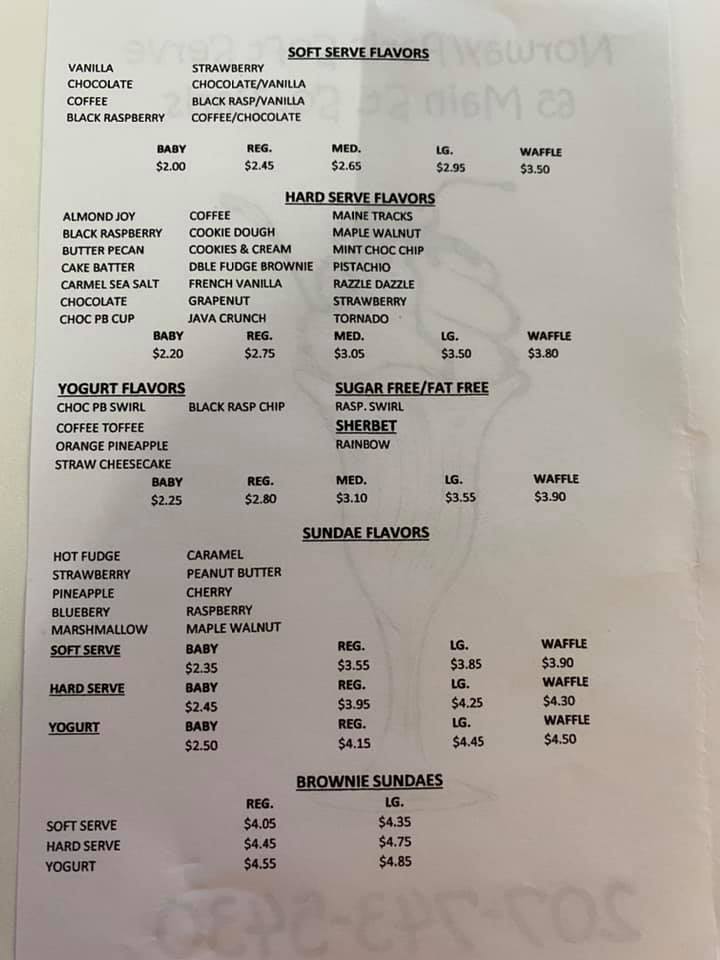 SOFT SERVE FLAVORS
VANILLA STRAWBERRY
CHOCOLATE CHOCOLATE/VANILLA
COFFEE BLACK RASP/VANILLA
BLACK RASPBERRY COFFEE/CHOCOLATE
BABY REG. MED. LG. WAFFLE
$2.00 $2.45 $2.65 $2.95 $3.50
HARD SERVE FLAVORS
ALMOND JOY COFFEE MAINE TRACKS
BLACK RASPBERRY COOKIE DOUGH MAPLE WALNUT
BUTTER PECAN COOKIES & CREAM MINT CHOC CHIP
CAKE BATTER DBLE FUDGE BROWNIE PISTACHIO
CARMEL SEA SALT FRENCH VANILLA RAZZLE DAZZLE
CHOCOLATE GRAPENUT STRAWBERRY
CHOC PB CUP JAVA CRUNCH TORNADO
BABY REG. MED. LG. WAFFLE
$2.20 $2.75 $3.05 $3.50 $3.80
YOGURT FLAVORS SUGAR FREE/FAT FREE
CHOC PB SWIRL BLACK RASP CHIP RASP. SWIRL
COFFEE TOFFEE SHERBET
ORANGE PINEAPPLE RAINBOW
STRAW CHEESECAKE
BABY REG. MED. LG. WAFFLE
$2.25 $2.80 $3.10 $3.55 $3.90
SUNDAE FLAVORS
HOT FUDGE CARAMEL
STRAWBERRY PEANUT BUTTER
PINEAPPLE CHERRY
BLUEBERY RASPBERRY
MARSHMALLOW MAPLE WALNUT
SOFT SERVE BABY REG. LG. WAFFLE
$2.35 $3.55 $3.85 $3.90
HARD SERVE BABY REG. LG. WAFFLE
$2.45 $3.95 $4.25 $4.30
YOGURT BABY REG. LG. WAFFLE
$2.50 $4.15 $4.45 $4.50
BROWNIE SUNDAES
REG. LG.
SOFT SERVE $4.05 $4.35
HARD SERVE $4.45 $4.75
YOGURT $4.55 $4.85
207-743-5430